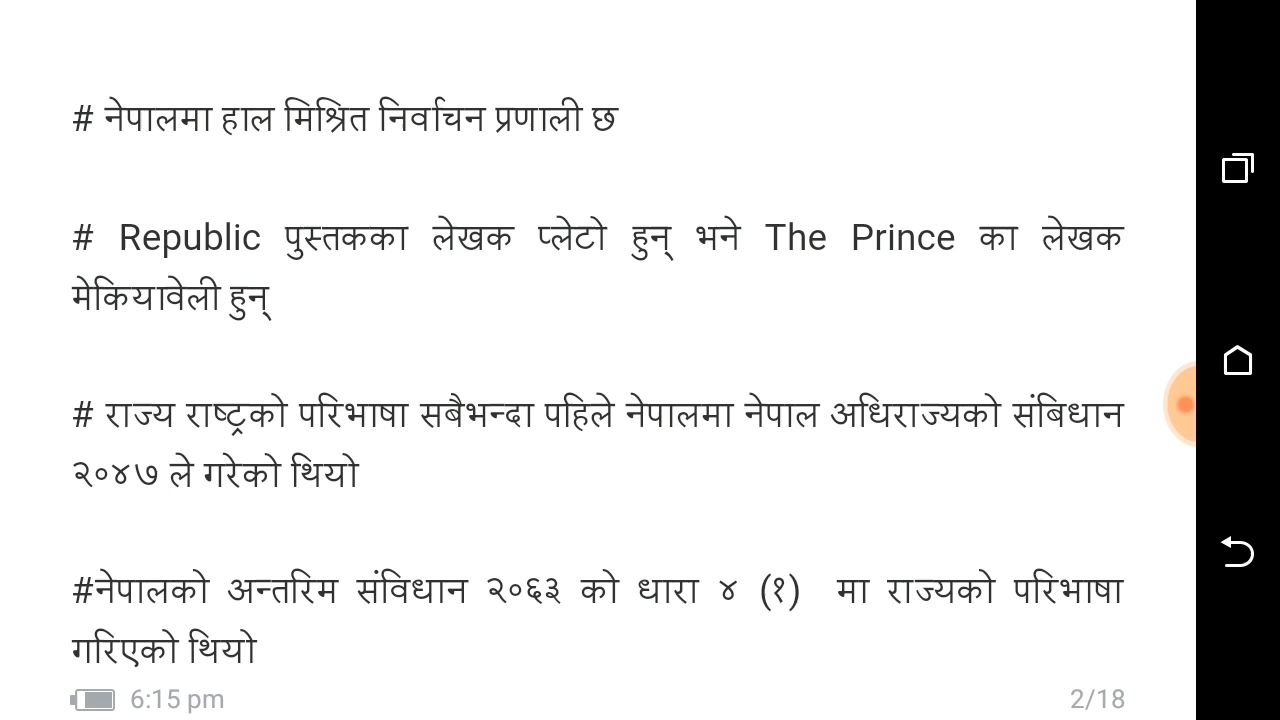 # नेपालमा हाल मिश्रित निर्वाचन प्रणाली छ
# Republic पुस्तकका लेखक प्लेटो हुन् भने The Prince का लेखक
मेकियावेली हुन्
# राज्य राष्ट्रको परिभाषा सबैभन्दा पहिले नेपालमा नेपाल अधिराज्यको संबिधान
२०४७ ले गरेको थियो
#नेपालको अन्तरिम संविधान २०६३ को धारा ४ (१) मा राज्यको परिभाषा
गरिएको थियो
6:15 pm 2/18